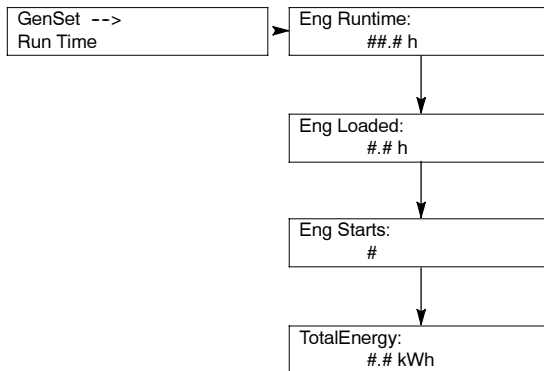 GenSet -->
Run Time
Eng Runtime:
##.# h
Eng Loaded:
#.# h
Eng Starts:
#
TotalEnergy:
#.# kWh